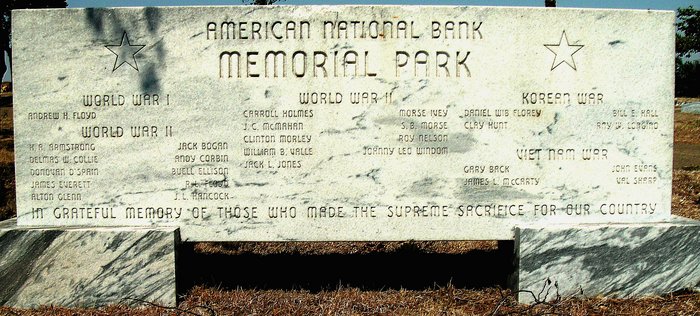 AMERICAN NATIONAL BANK
MEMORIAL PARK
WORLD WAR I
ANDREW H. FLOYD
WORLD WAR II
H. A. ARMSTRONG
DELMAS W. COLLIE
DONOVAN O'SPAIN
JAMES EVERETT
ALTON GLENN
JACK BOGAN
ANDY CORBIN
BUELL ELLISON
J. L. HANCOCK
WORLD WAR II
CARROLL HOLMES
J. C. McMAHAN
CLINTON MORLEY
WILLIAM B. VALLE
JACK L. JONES
MORSE IVEY
S. B. MORSE
ROY NELSON
JOHNNY LEO WINDOM
KOREAN WAR
DANIEL WIB FLOREY
CLAY HUNT
BILL E. HALL
VIET NAM WAR
GARY BACK
JAMES L. McCARTY
JOHN EVANS
VAL SHARP
IN GRATEFUL MEMORY OF THOSE WHO MADE THE SUPREME SACRIFICE FOR OUR COUNTRY